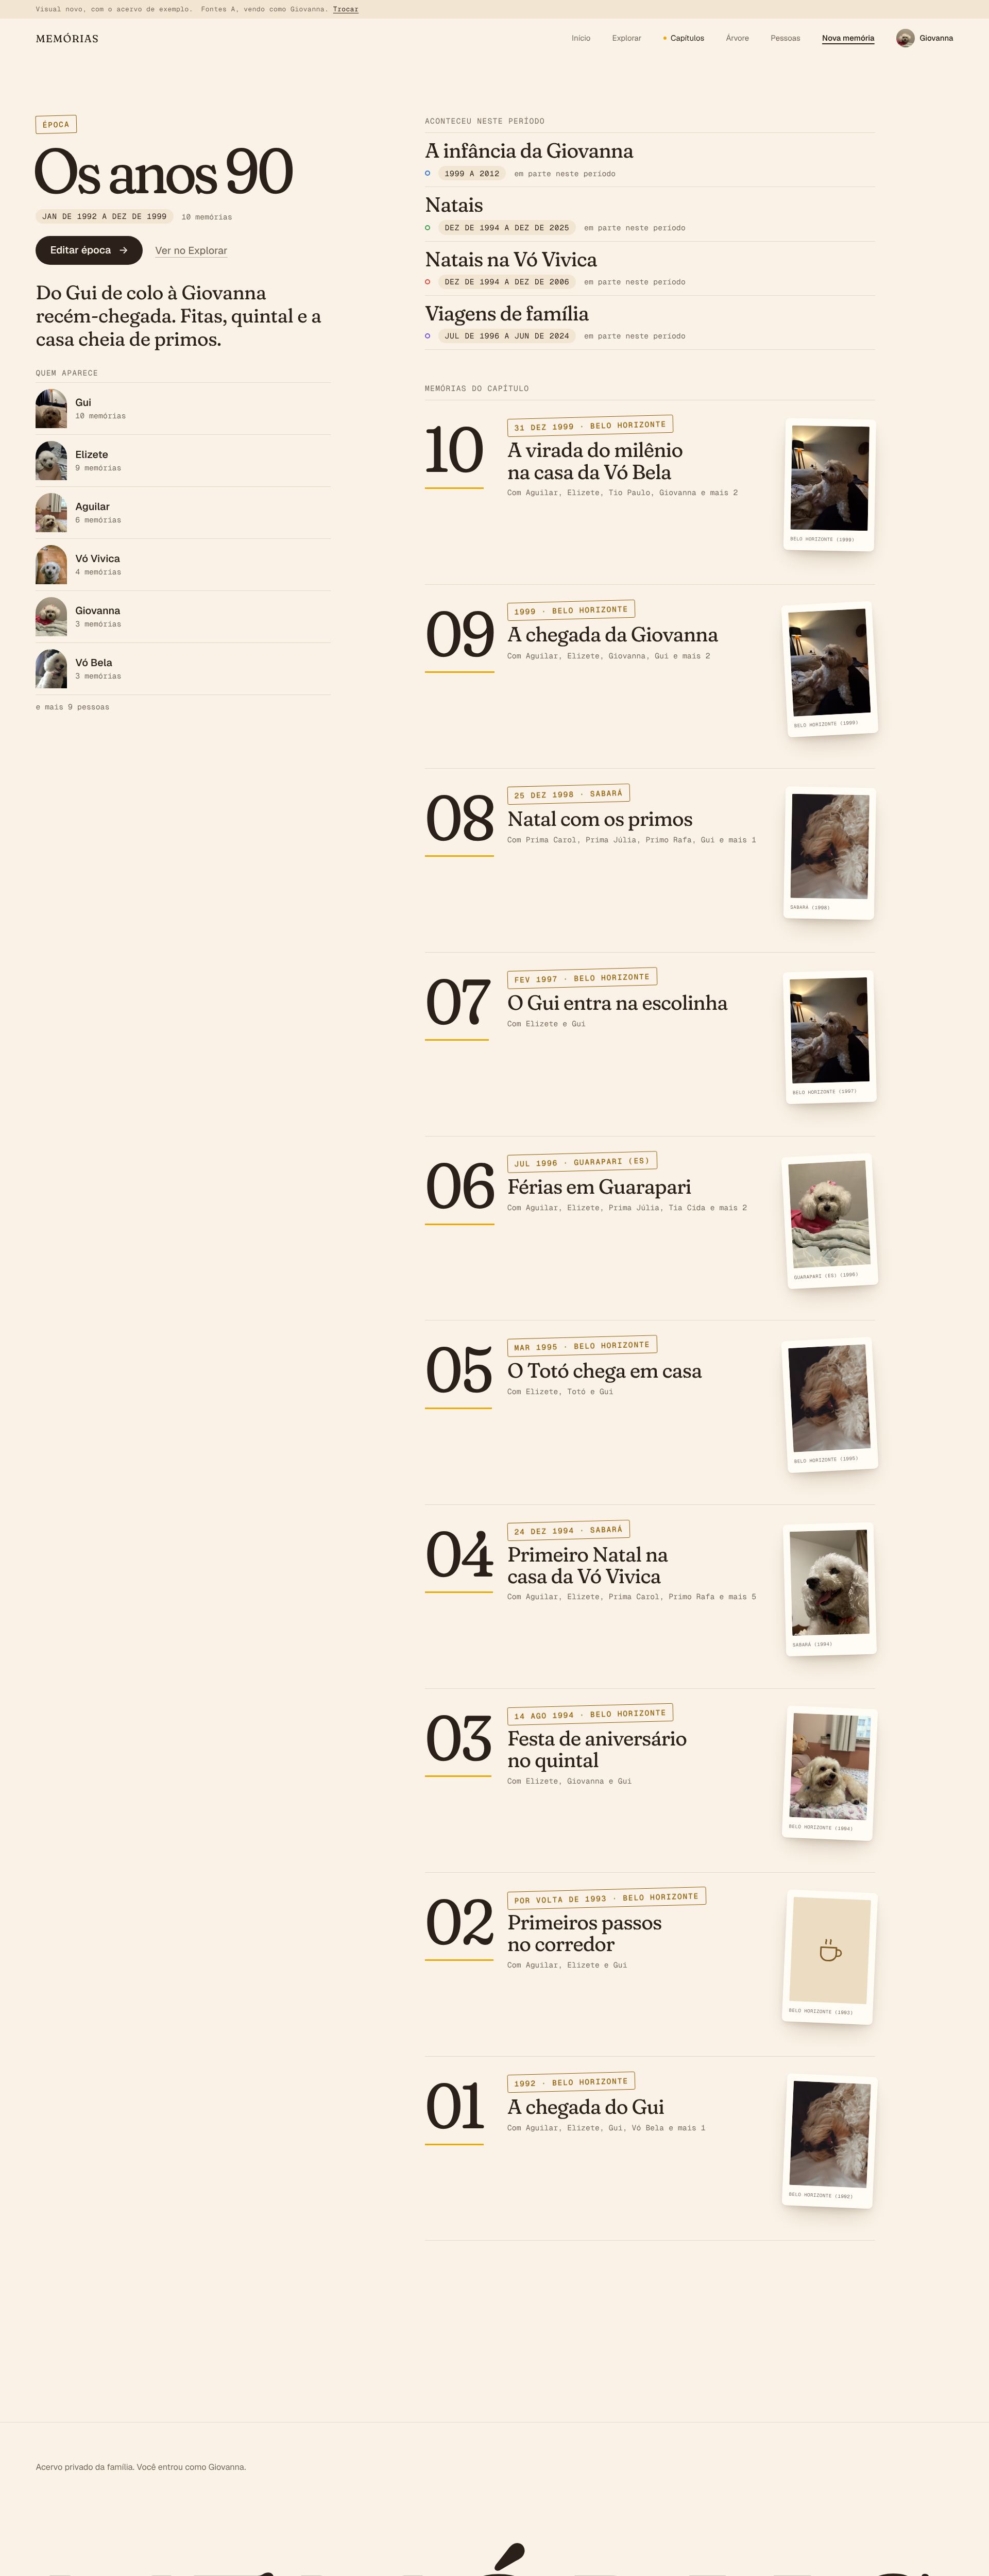 Visual novo, com o acervo de exemplo. Fontes A, vendo como Giovanna. Trocar
MEMÓRIAS
Início
Explorar
Capítulos
Árvore
Pessoas
Nova memória
Giovanna
ÉPOCA
Os anos 90
JAN DE 1992 A DEZ DE 1999 10 memórias
Editar época → Ver no Explorar
Do Gui de colo à Giovanna
recém-chegada. Fitas, quintal e a
casa cheia de primos.
QUEM APARECE
Gui
10 memórias
Elizete
9 memórias
Aguilar
6 memórias
Vó Vivica
4 memórias
Giovanna
3 memórias
Vó Bela
3 memórias
e mais 9 pessoas
ACONTECEU NESTE PERÍODO
A infância da Giovanna
1999 A 2012 em parte neste período
Natais
DEZ DE 1994 A DEZ DE 2025 em parte neste período
Natais na Vó Vivica
DEZ DE 1994 A DEZ DE 2006 em parte neste período
Viagens de família
JUL DE 1996 A JUN DE 2024 em parte neste período
MEMÓRIAS DO CAPÍTULO
10
31 DEZ 1999 · BELO HORIZONTE
A virada do milênio
na casa da Vó Bela
Com Aguilar, Elizete, Tio Paulo, Giovanna e mais 2
BELO HORIZONTE (1999)
09
1999 · BELO HORIZONTE
A chegada da Giovanna
Com Aguilar, Elizete, Giovanna, Gui e mais 2
BELO HORIZONTE (1999)
08
25 DEZ 1998 · SABARÁ
Natal com os primos
Com Prima Carol, Prima Júlia, Primo Rafa, Gui e mais 1
SABARÁ (1998)
07
FEV 1997 · BELO HORIZONTE
O Gui entra na escolinha
Com Elizete e Gui
BELO HORIZONTE (1997)
06
JUL 1996 · GUARAPARI (ES)
Férias em Guarapari
Com Aguilar, Elizete, Prima Júlia, Tia Cida e mais 2
GUARAPARI (ES) (1996)
05
MAR 1995 · BELO HORIZONTE
O Totó chega em casa
Com Elizete, Totó e Gui
BELO HORIZONTE (1995)
04
24 DEZ 1994 · SABARÁ
Primeiro Natal na
casa da Vó Vivica
Com Aguilar, Elizete, Prima Carol, Primo Rafa e mais 5
SABARÁ (1994)
03
14 AGO 1994 · BELO HORIZONTE
Festa de aniversário
no quintal
Com Elizete, Giovanna e Gui
BELO HORIZONTE (1994)
02
POR VOLTA DE 1993 · BELO HORIZONTE
Primeiros passos
no corredor
Com Aguilar, Elizete e Gui
BELO HORIZONTE (1993)
01
1992 · BELO HORIZONTE
A chegada do Gui
Com Aguilar, Elizete, Gui, Vó Bela e mais 1
BELO HORIZONTE (1992)
Acervo privado da família. Você entrou como Giovanna.